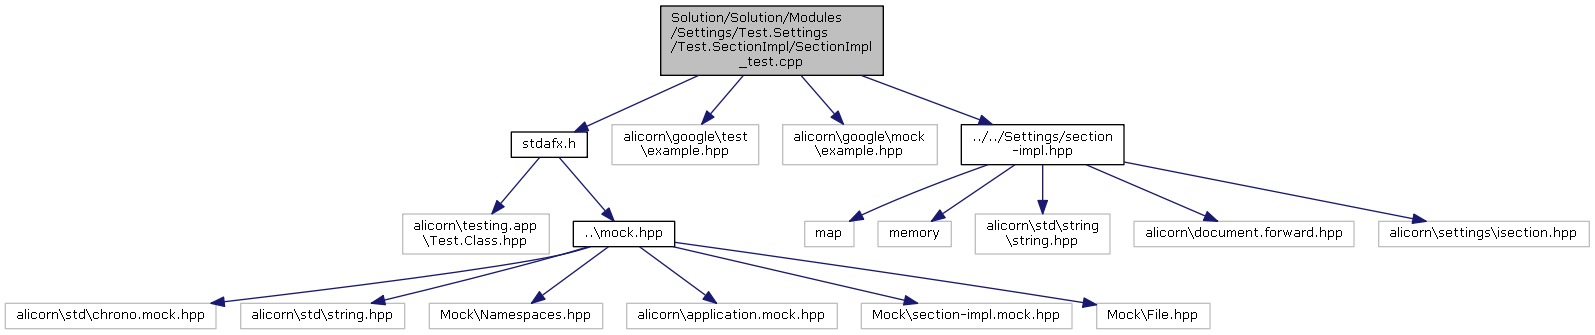 Solution/Solution/Modules
/Settings/Test.Settings
/Test.SectionImpl/SectionImpl
_test.cpp
stdafx.h
alicorn\google\test
\example.hpp
alicorn\google\mock
\example.hpp
../../Settings/section
-impl.hpp
alicorn\testing.app
\Test.Class.hpp
..\mock.hpp
map
memory
alicorn\std\string
\string.hpp
alicorn\document.forward.hpp
alicorn\settings\isection.hpp
alicorn\std\chrono.mock.hpp
alicorn\std\string.hpp
Mock\Namespaces.hpp
alicorn\application.mock.hpp
Mock\section-impl.mock.hpp
Mock\File.hpp